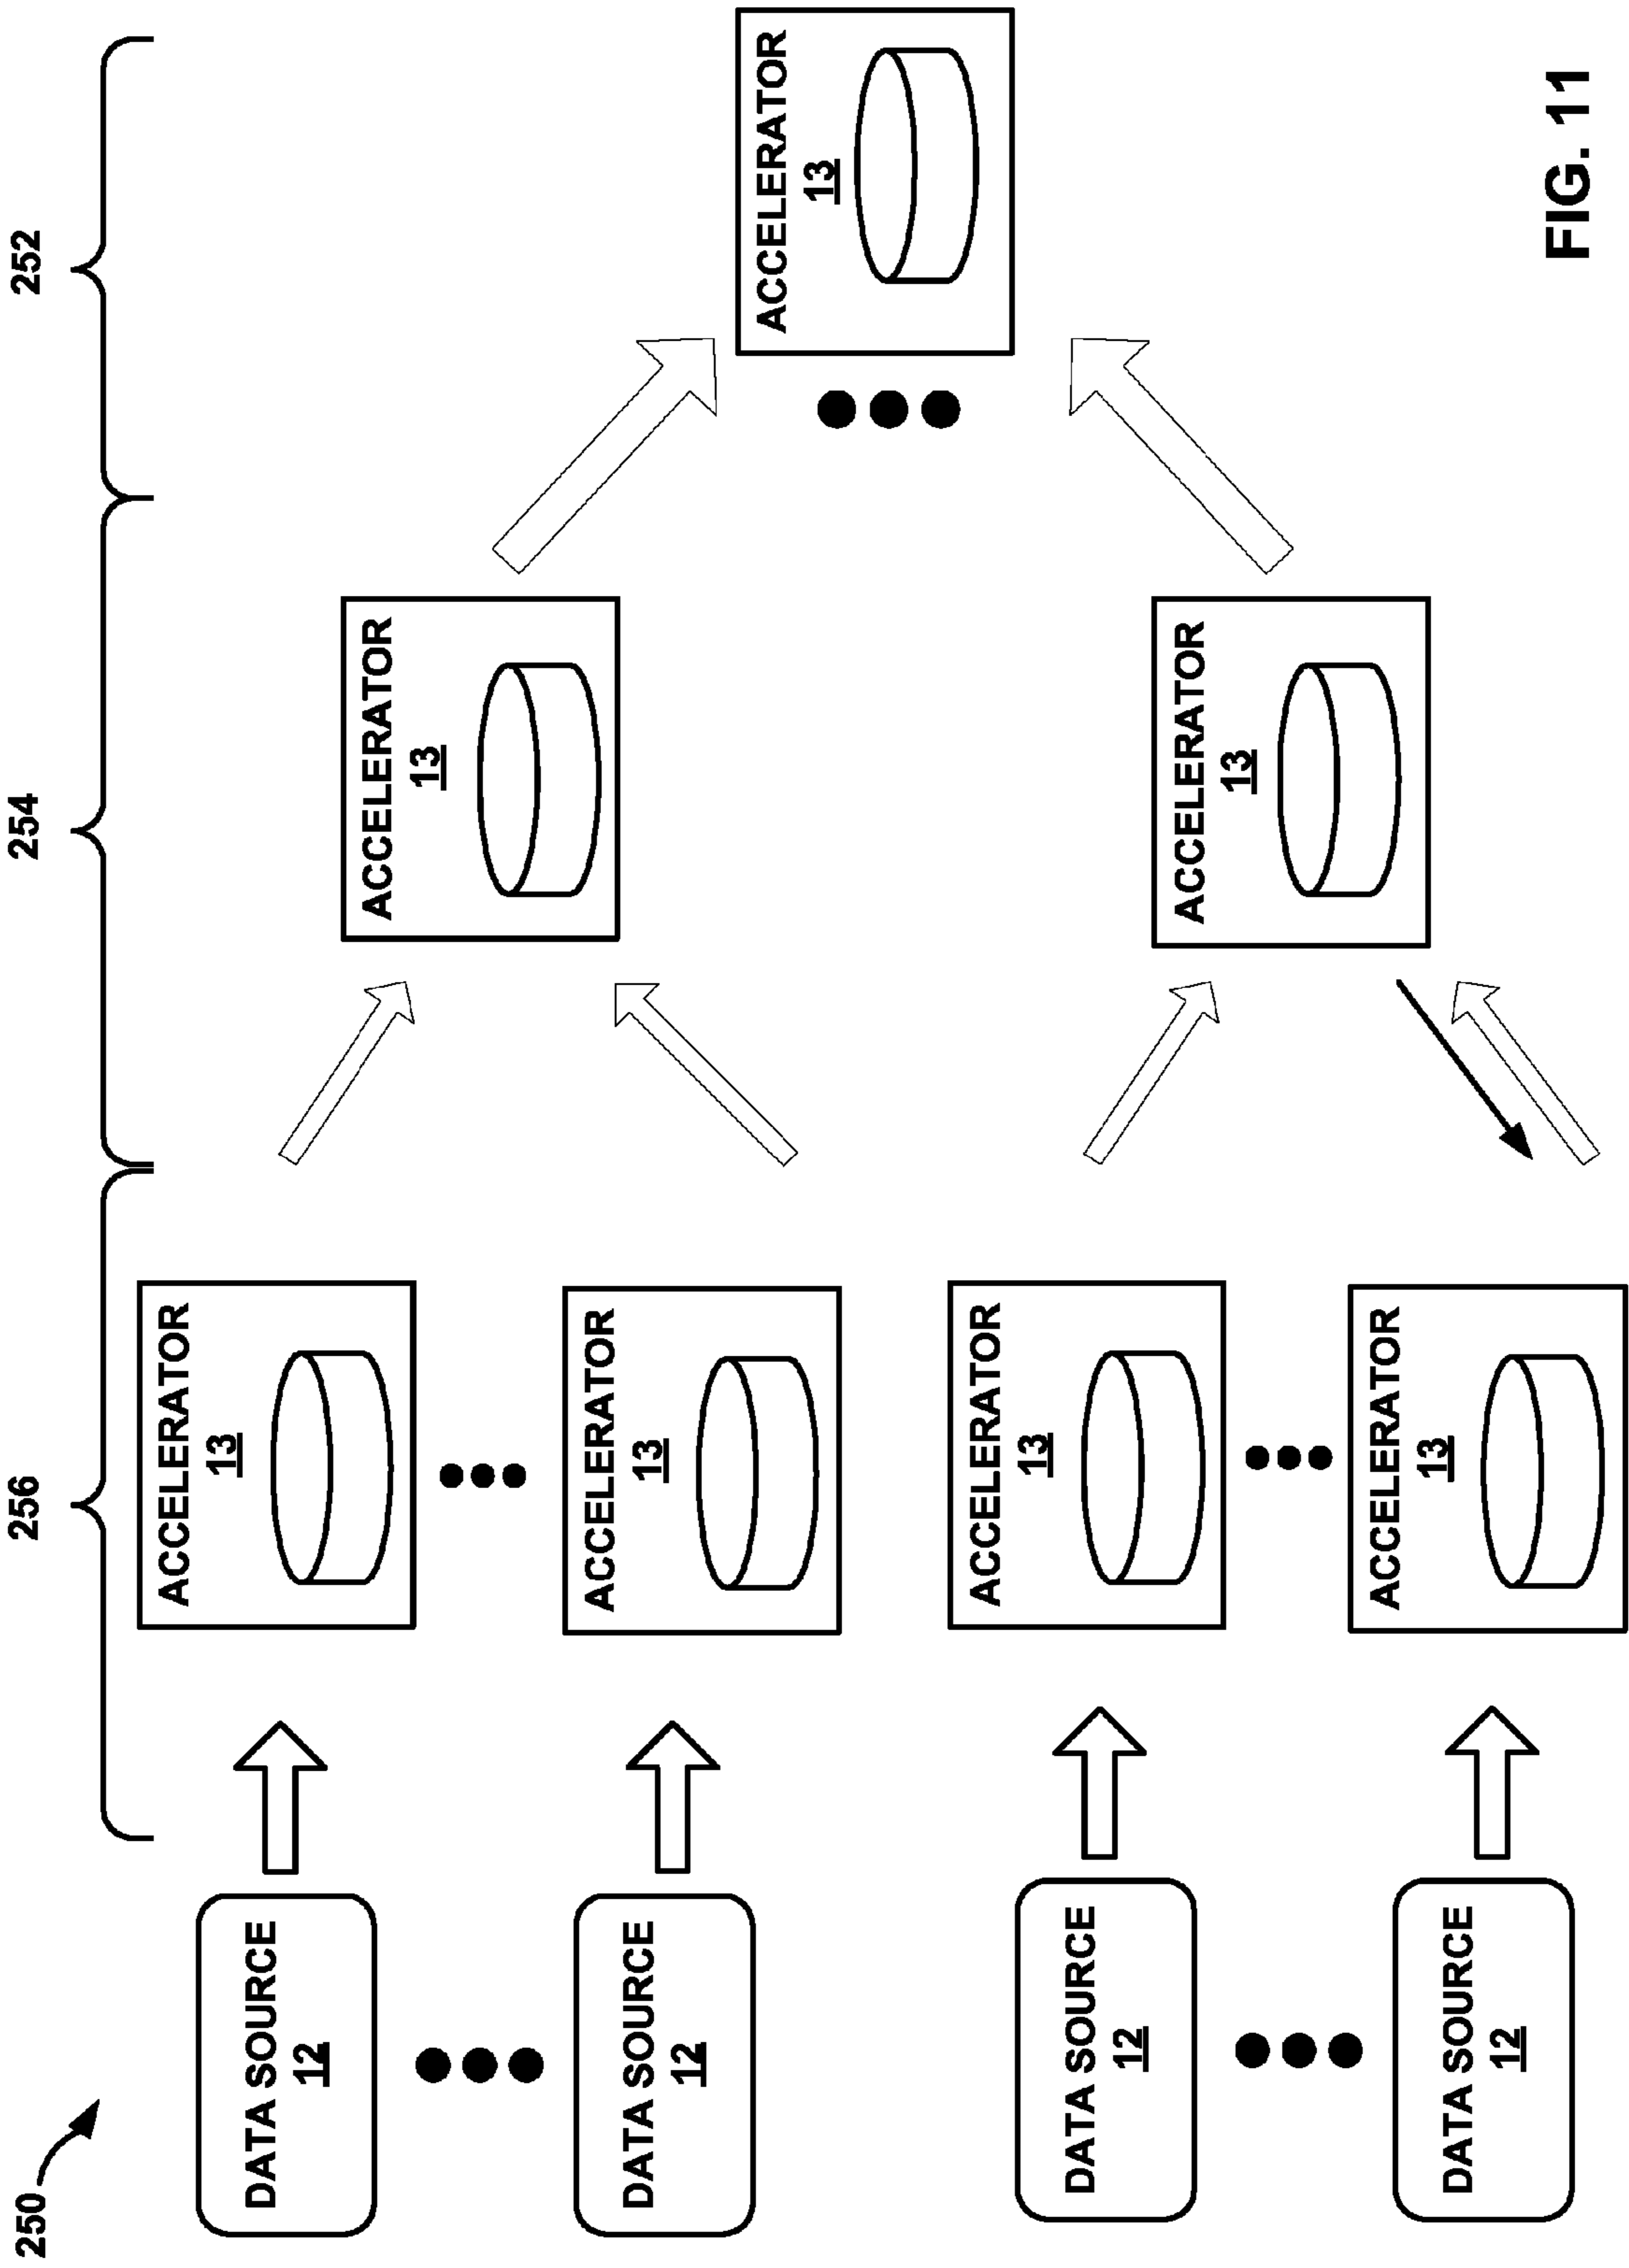 250
256
254
252
DATA SOURCE
12
ACCELERATOR
13
ACCELERATOR
13
DATA SOURCE
12
ACCELERATOR
13
ACCELERATOR
13
DATA SOURCE
12
ACCELERATOR
13
ACCELERATOR
13
DATA SOURCE
12
ACCELERATOR
13
FIG. 11